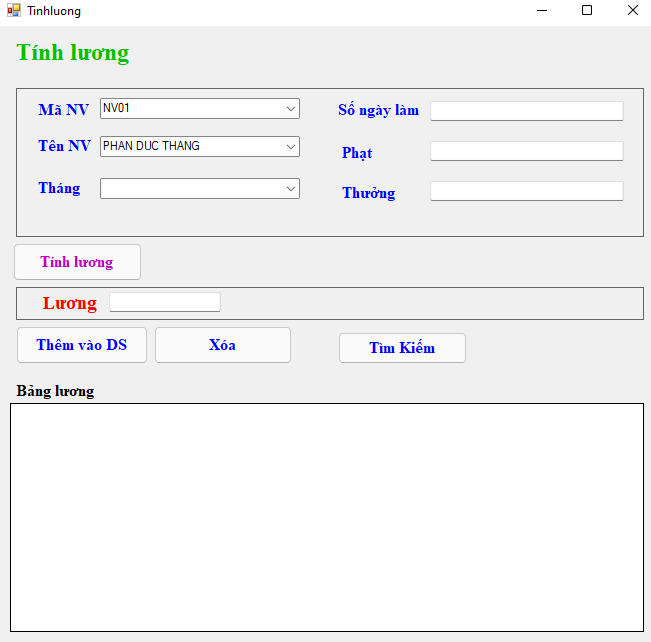 Tinhluong
Tính lương
Mã NV NV01
Tên NV PHAN DUC THANG
Tháng
Số ngày làm
Phạt
Thưởng
Tính lương
Lương
Thêm vào DS Xóa Tìm Kiếm
Bảng lương